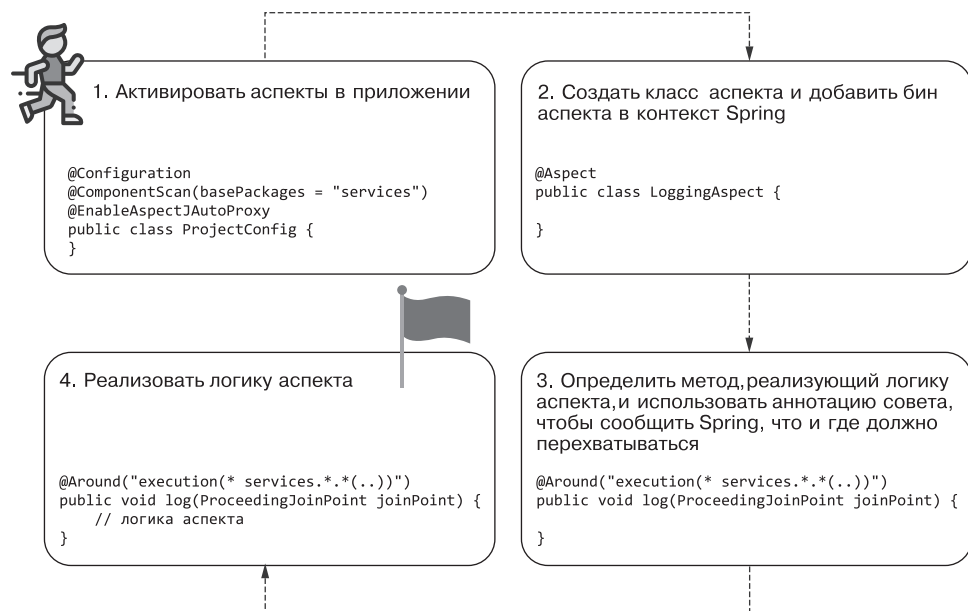 1. Активировать аспекты в приложении
@Configuration
@ComponentScan(basePackages = "services")
@EnableAspectJAutoProxy
public class ProjectConfig {
}
2. Создать класс аспекта и добавить бин
аспекта в контекст Spring
@Aspect
public class LoggingAspect {
}
3. Определить метод,реализующий логику
аспекта,и использовать аннотацию совета,
чтобы сообщить Spring, что и где должно
перехватываться
@Around("execution(* services.*.*(..))")
public void log(ProceedingJoinPoint joinPoint) {
}
4. Реализовать логику аспекта
@Around("execution(* services.*.*(..))")
public void log(ProceedingJoinPoint joinPoint) {
// логика аспекта
}